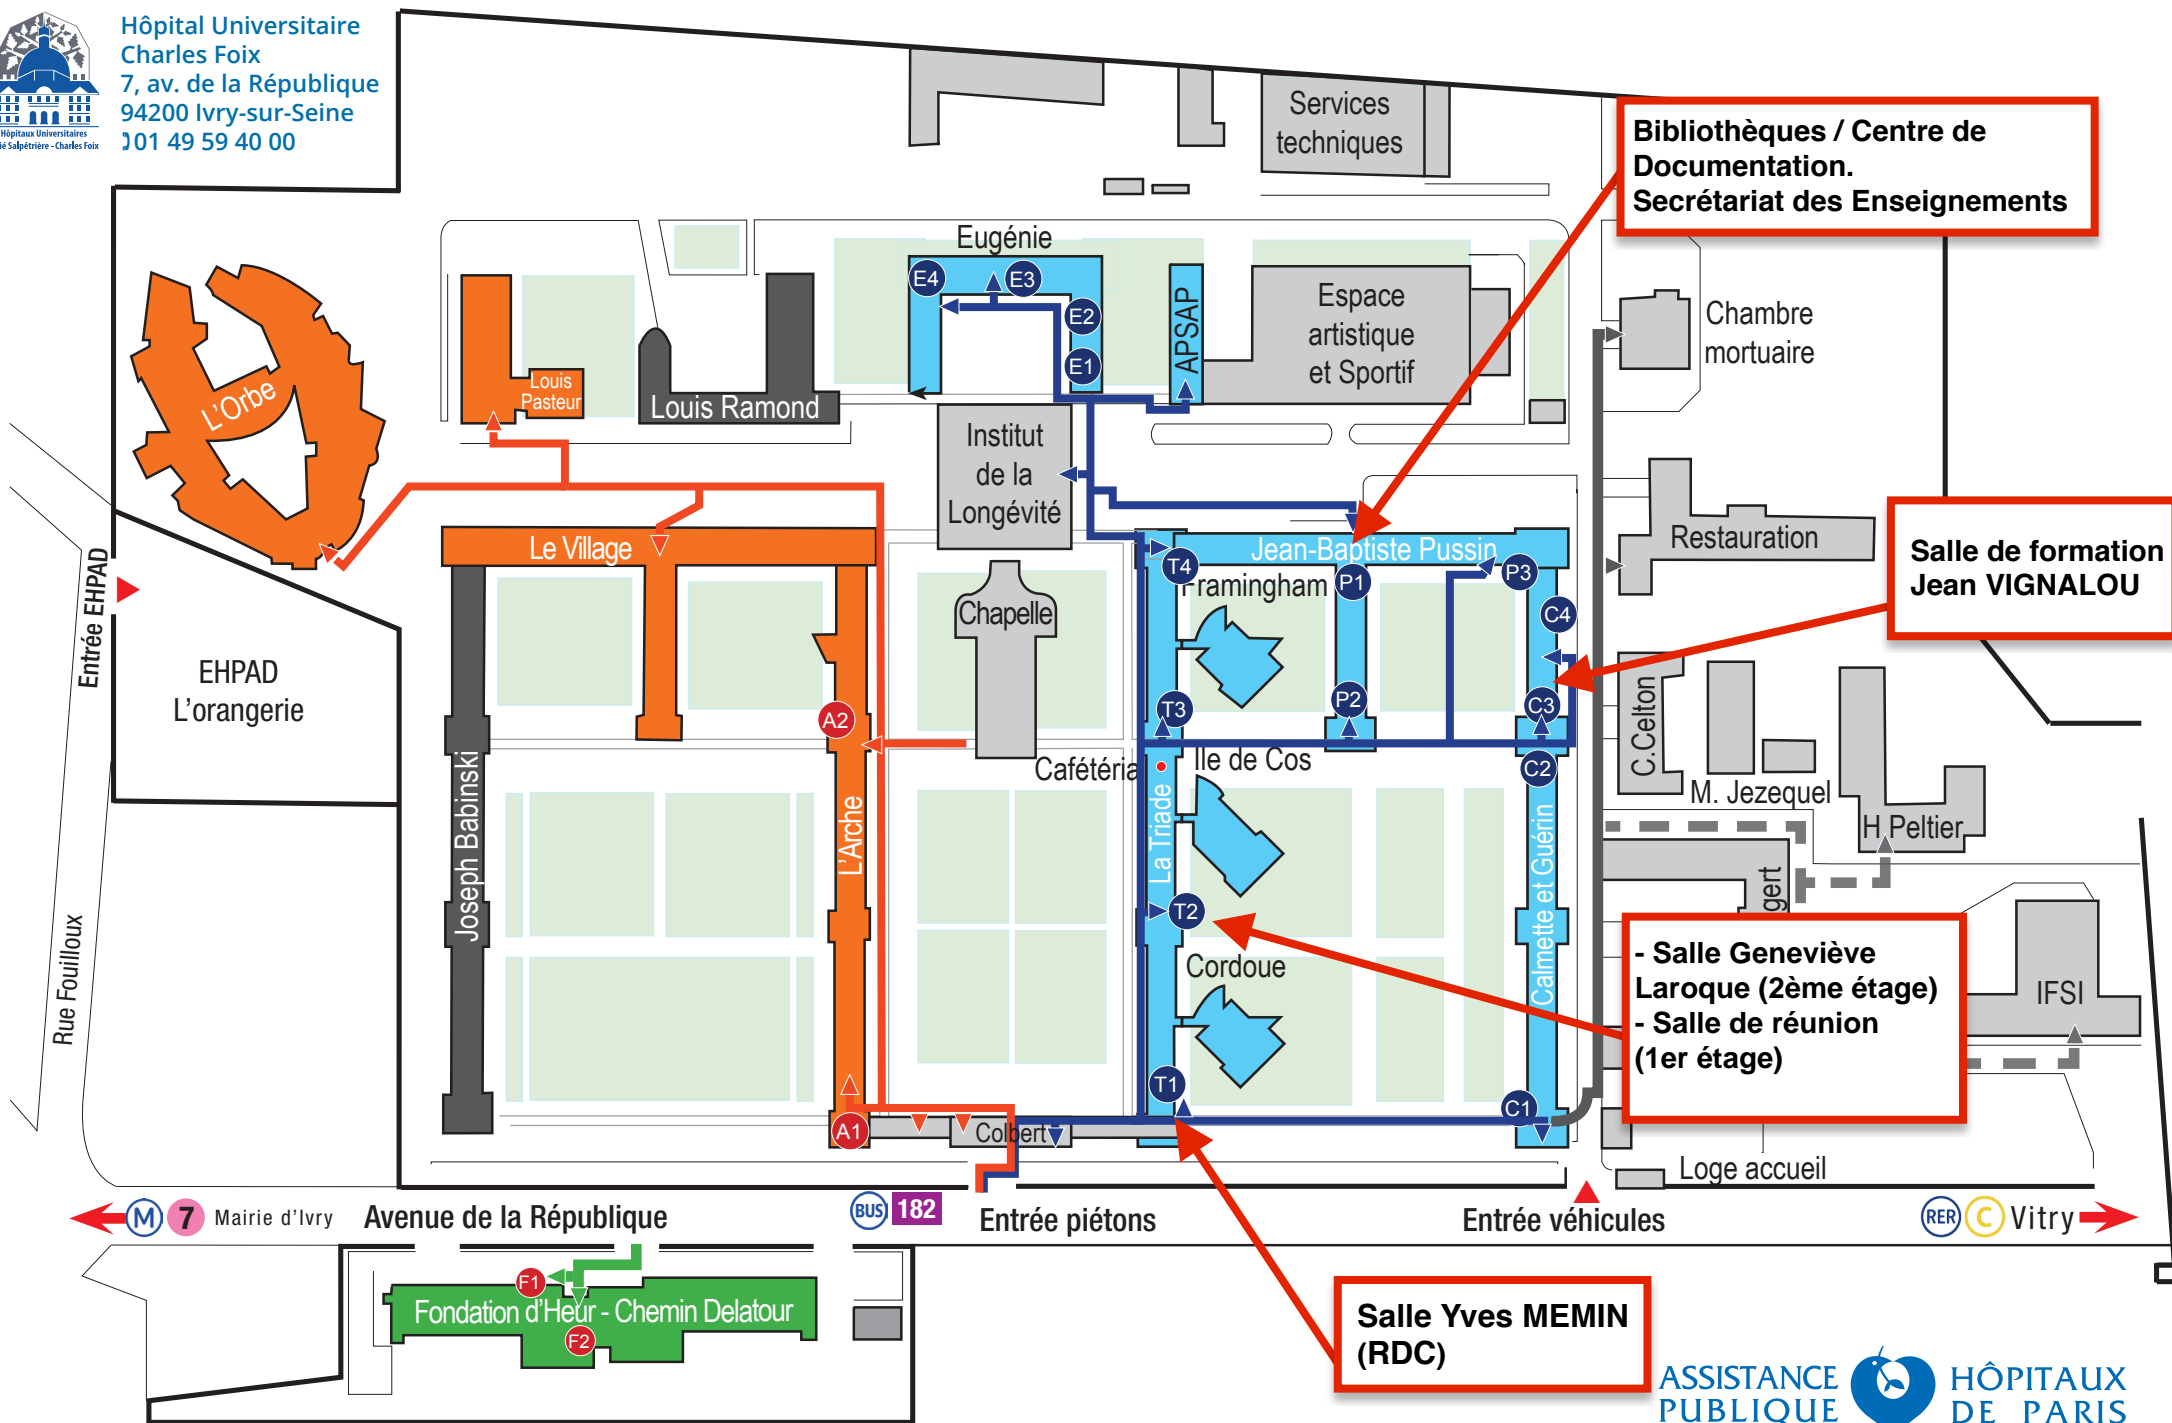 Hôpital Universitaire
Charles Foix
7, av. de la République
94200 Ivry-sur-Seine
01 49 59 40 00
Hôpitaux Universitaires
Salpêtrière - Charles Foix
Services
techniques
Bibliothèques / Centre de
Documentation.
Secrétariat des Enseignements
Eugénie
E4
E3
E2
E1
APSAP
Espace
artistique
et Sportif
Chambre
mortuaire
L'Orbe
Louis
Pasteur
Louis Ramond
Institut
de la
Longévité
Restauration
Salle de formation
Jean VIGNALOU
Le Village
Jean-Baptiste Pussin
T4
Framingham
P1
P3
C4
Chapelle
Entrée EHPAD
EHPAD
L'orangerie
A2
T3
P2
C3
C.Celton
Cafétéria
Ile de Cos
C2
M. Jezequel
H Peltier
Joseph Babinski
L'Arche
La Triade
Calmette et Guérin
gert
T2
Cordoue
- Salle Geneviève
Laroque (2ème étage)
- Salle de réunion
(1er étage)
IFSI
Rue Fouilloux
T1
C1
A1
Colbert
Loge accueil
M 7 Mairie d'Ivry
Avenue de la République
BUS 182
Entrée piétons
Entrée véhicules
RER C Vitry
F1
Fondation d'Heur - Chemin Delatour
F2
Salle Yves MEMIN
(RDC)
ASSISTANCE
PUBLIQUE
HÔPITAUX
DE PARIS